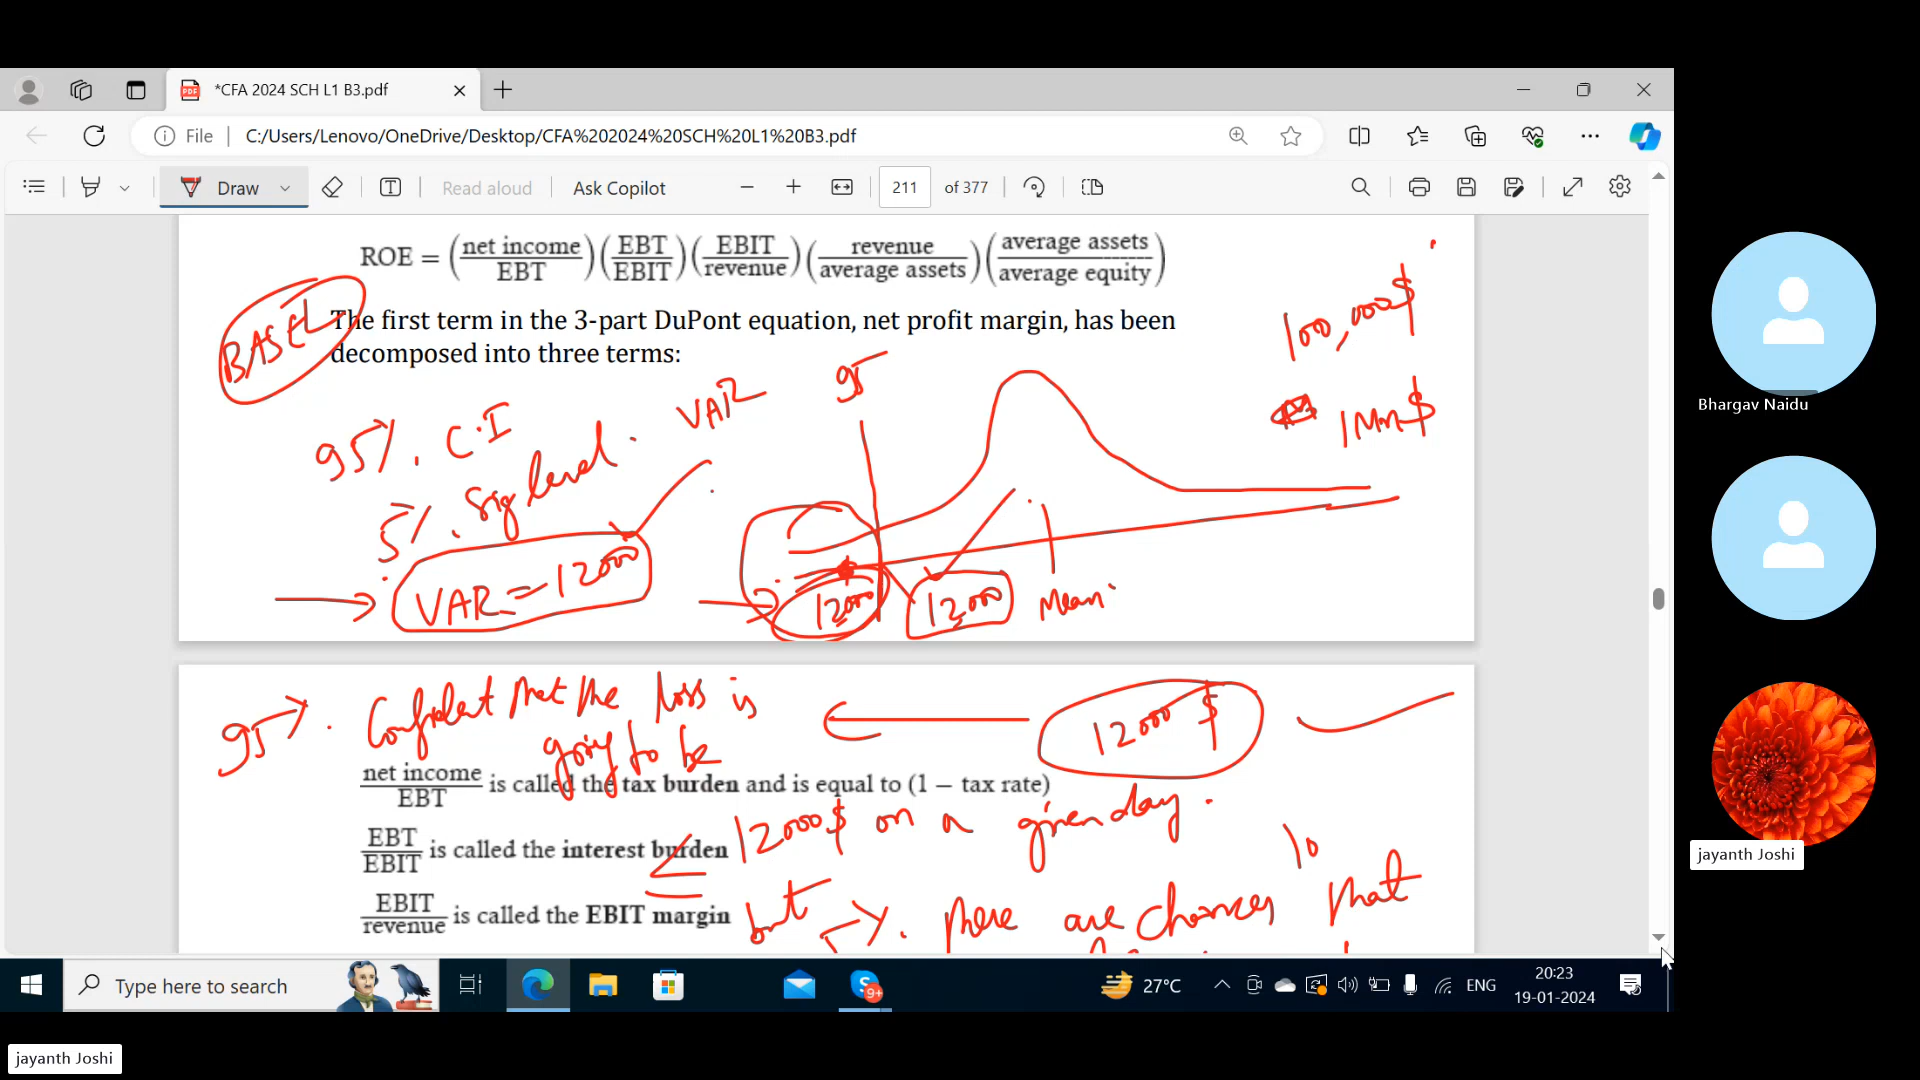 *CFA 2024 SCH L1 B3.pdf
File
C:/Users/Lenovo/OneDrive/Desktop/CFA%202024%20SCH%20L1%20B3.pdf
Draw
Read aloud
Ask Copilot
211 of 377
ROE = (net income / EBT)(EBT / EBIT)(EBIT / revenue)(revenue / average assets)(average assets / average equity)
BASEL
The first term in the 3-part DuPont equation, net profit margin, has been
decomposed into three terms:
100,000$
1Mn$
95
VAR
95%. C.I
5%. Sig level.
VAR = 12000
12000
12000
Mean
95%. Confident that the loss is
going to be
12000 $
net income / EBT is called the tax burden and is equal to (1 – tax rate)
≤ 12000$ on a given day.
EBT / EBIT is called the interest burden
10
EBIT / revenue is called the EBIT margin
but 5%. there are chances that
Type here to search
9+
27°C
ENG
20:23
19-01-2024
Bhargav Naidu
jayanth Joshi
jayanth Joshi